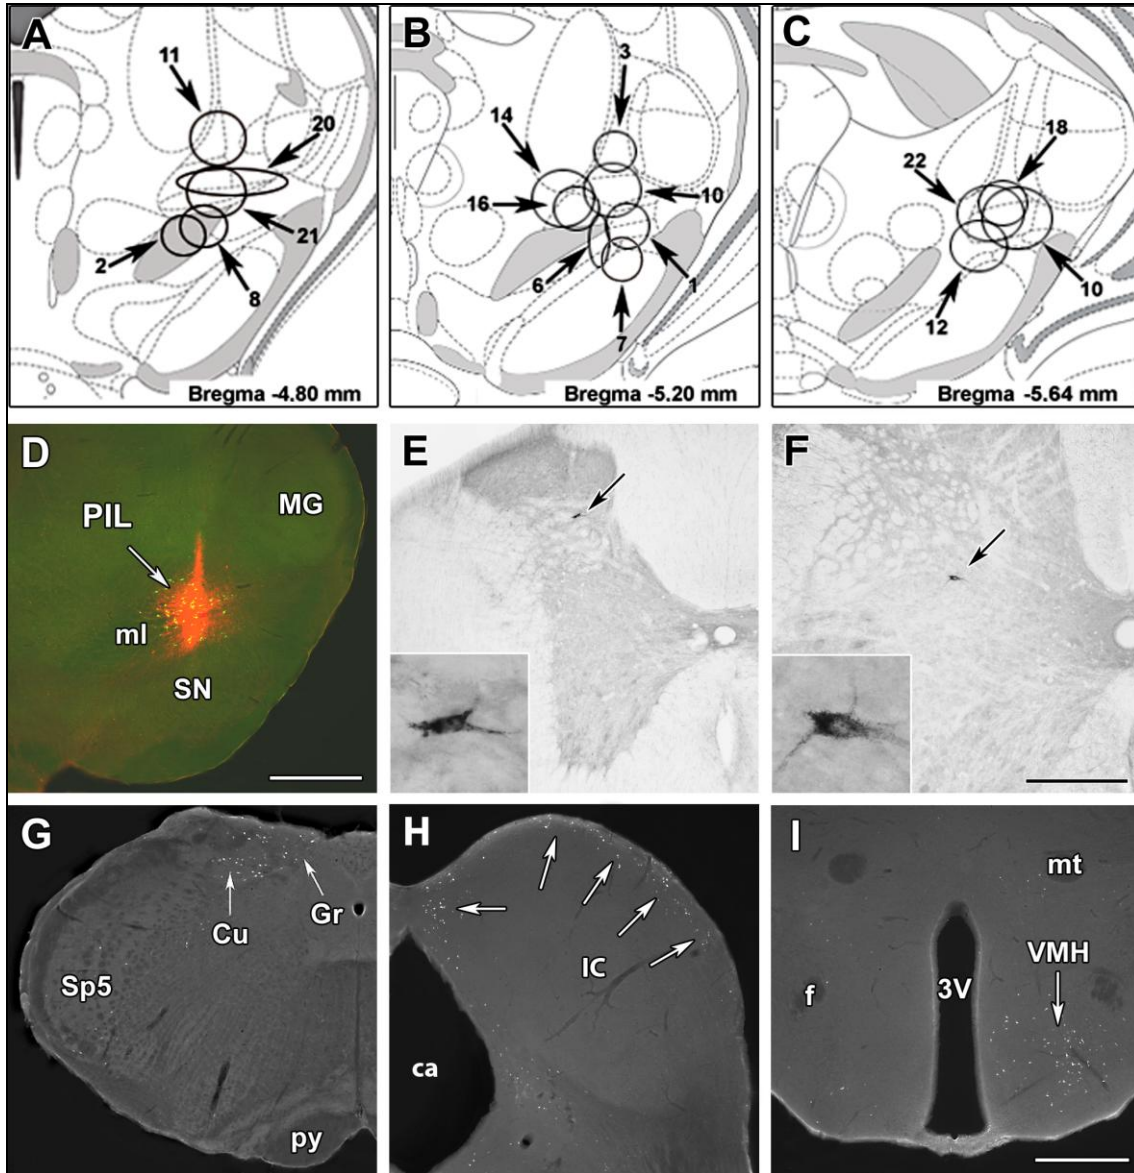 A
11
20
2
21
8
Bregma -4.80 mm
B
3
14
16
10
6
1
7
Bregma -5.20 mm
C
18
22
12
10
Bregma -5.64 mm
D
PIL
MG
ml
SN
E
F
G
Cu
Gr
Sp5
py
H
IC
ca
I
mt
VMH
f
3V